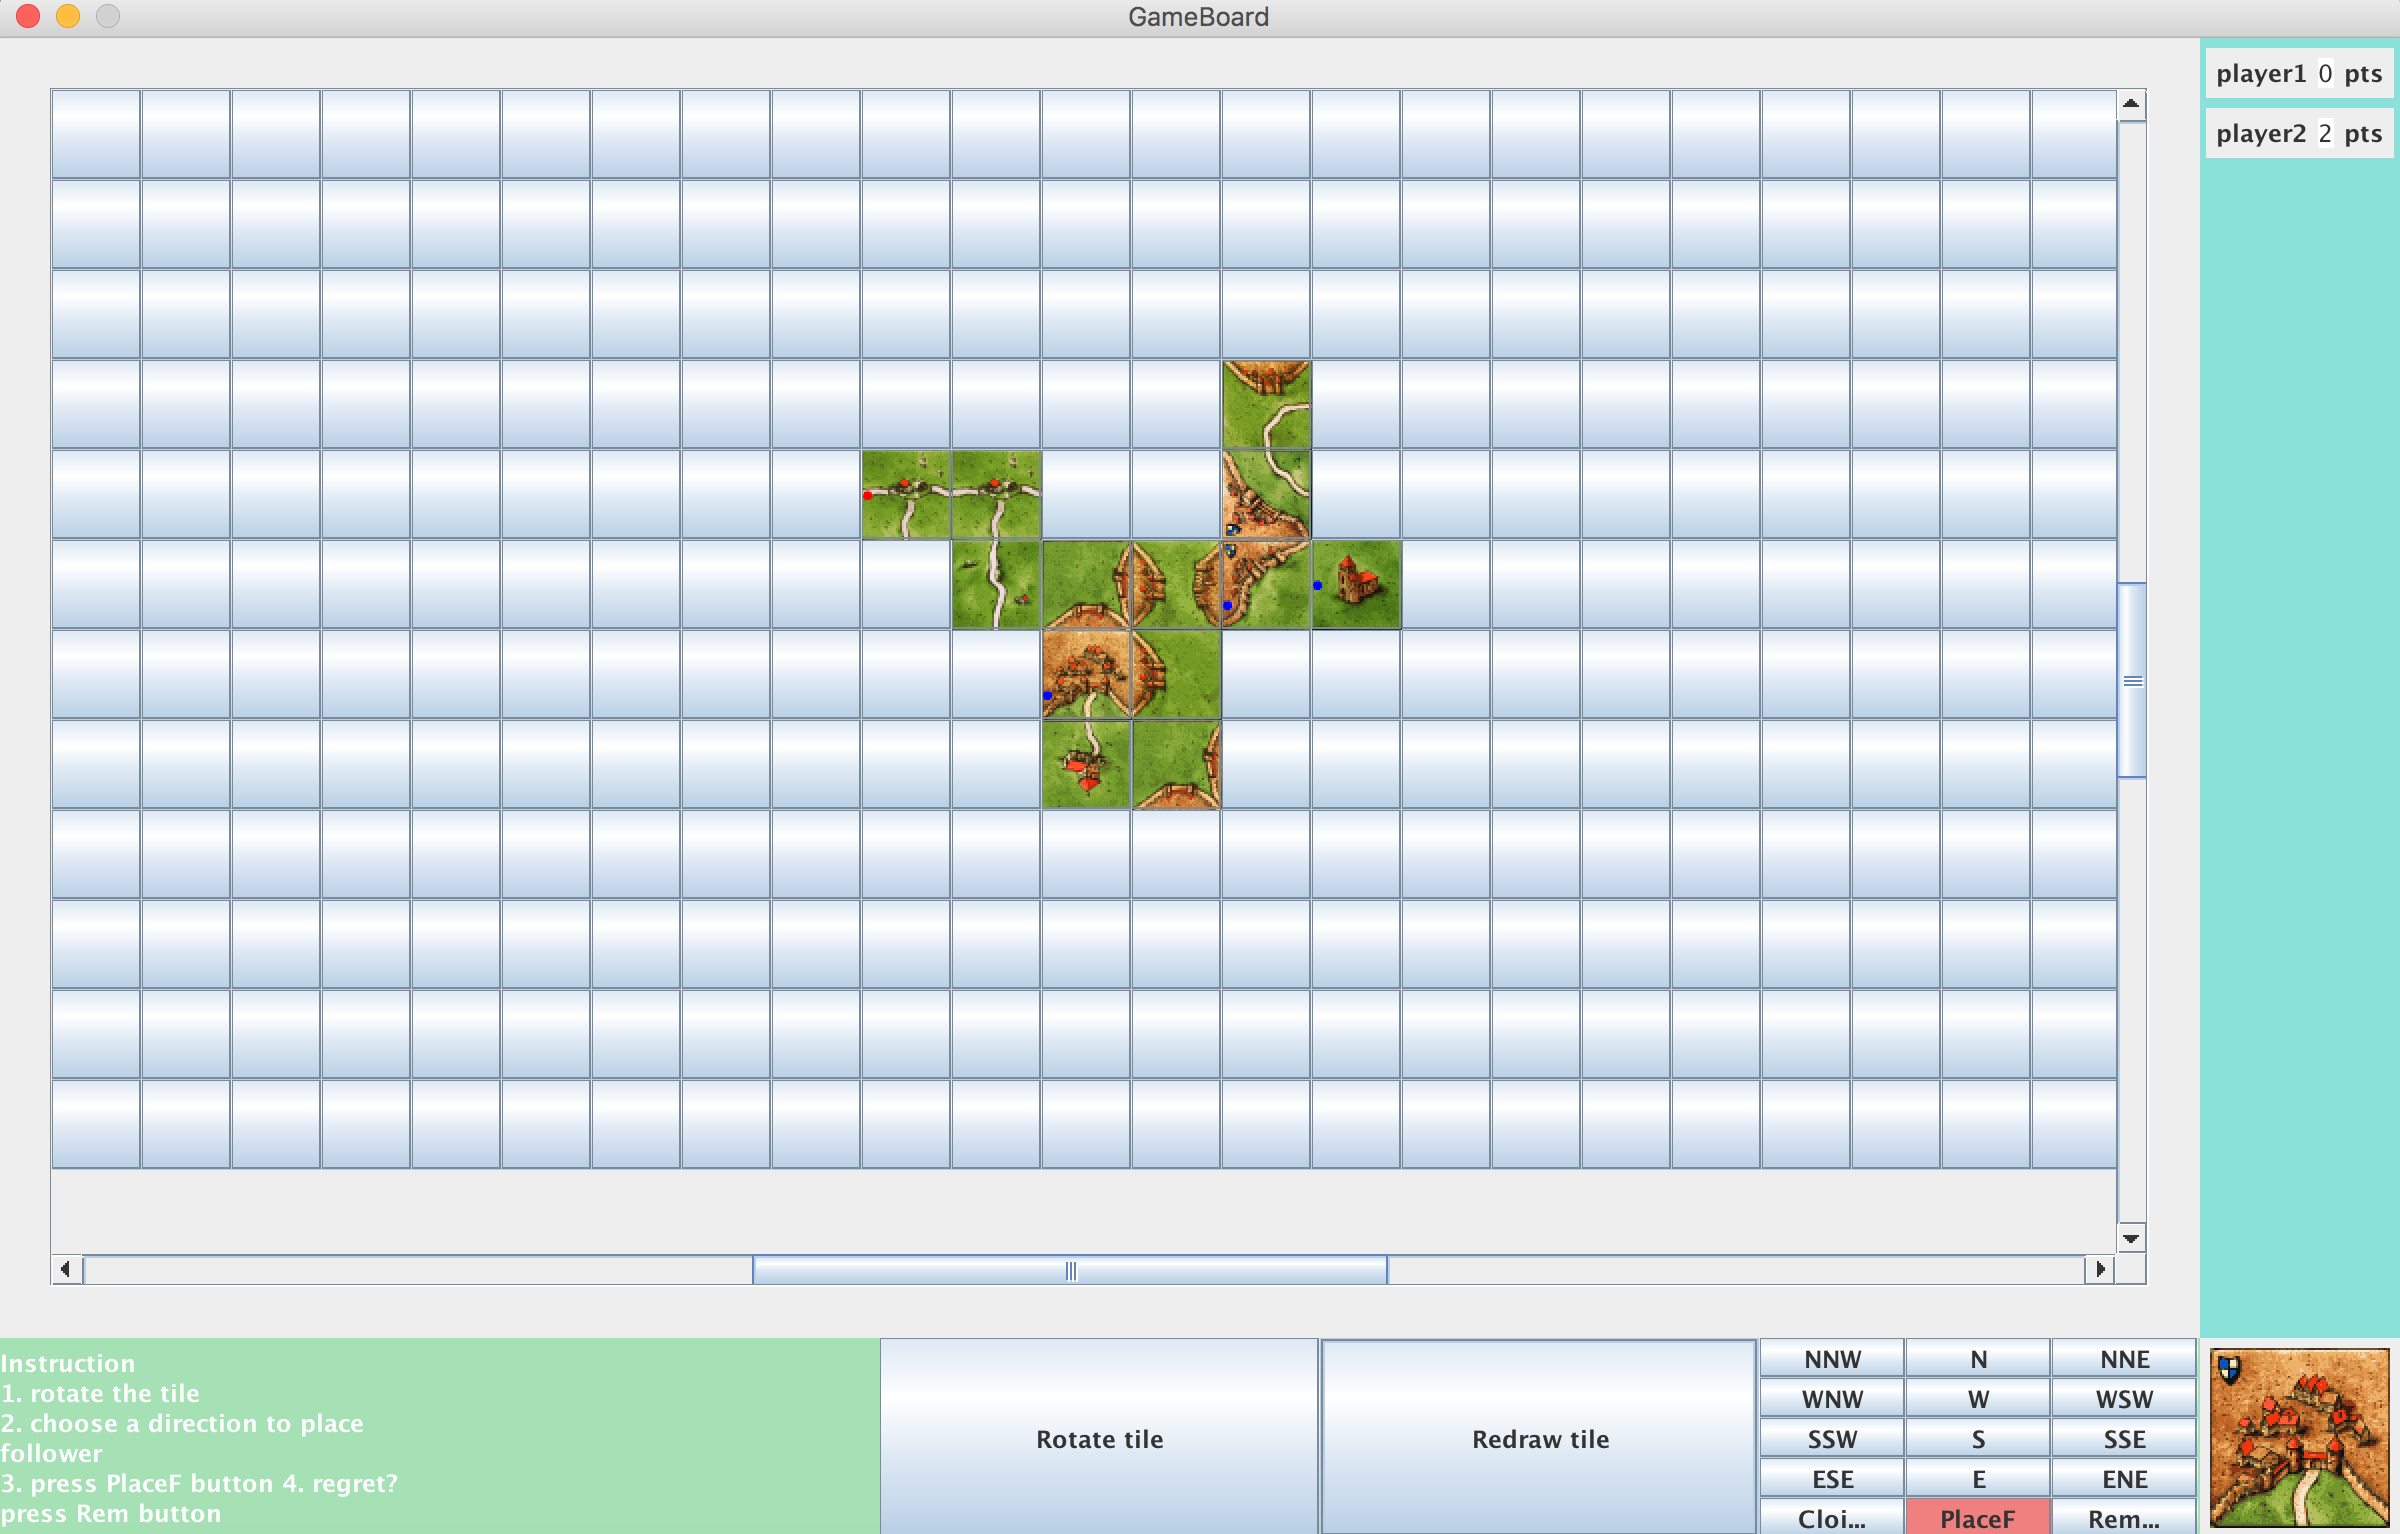 GameBoard
player1 0 pts
player2 2 pts
Instruction
1. rotate the tile
2. choose a direction to place
follower
3. press PlaceF button 4. regret?
press Rem button
Rotate tile
Redraw tile
NNW N NNE
WNW W WSW
SSW S SSE
ESE E ENE
Cloi... PlaceF Rem...